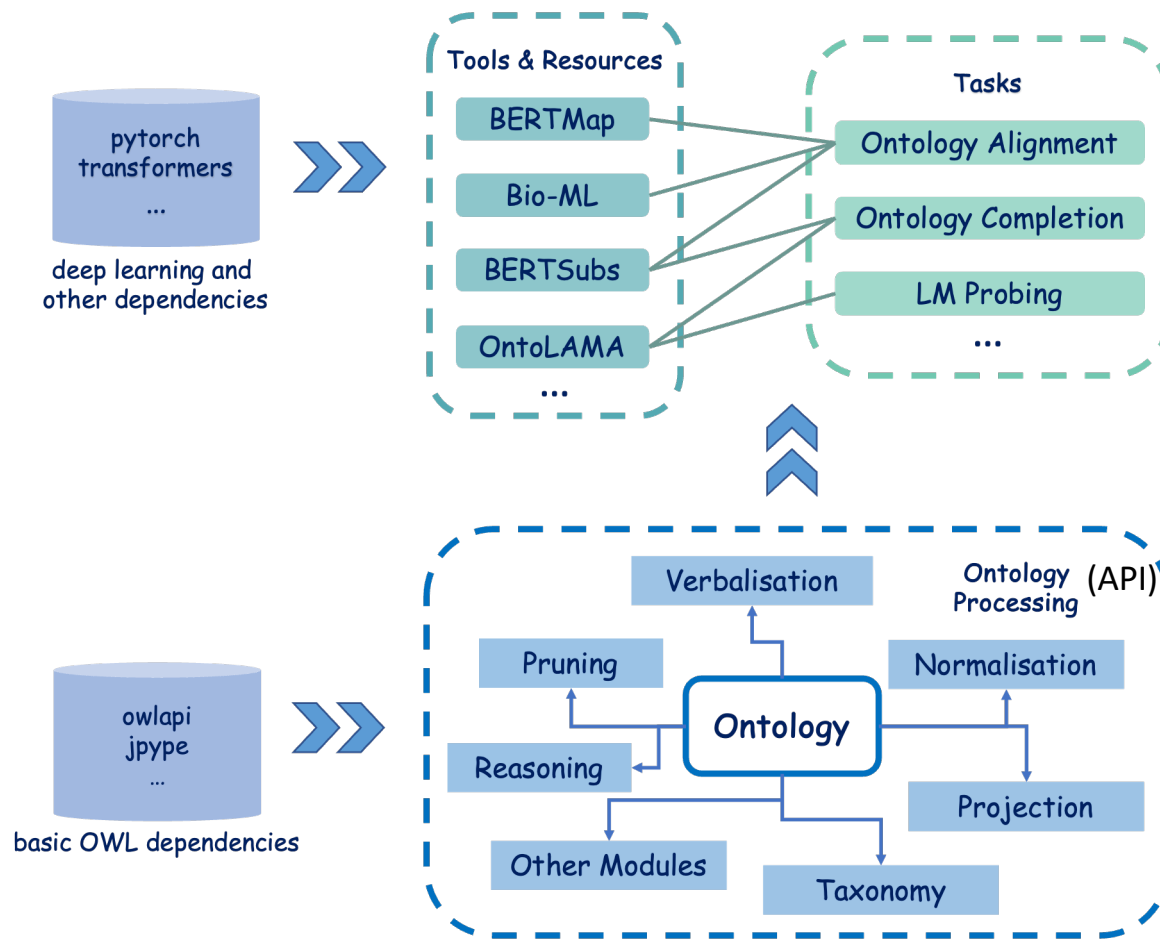 Tools & Resources
BERTMap
Bio-ML
BERTSubs
OntoLAMA
...
Tasks
Ontology Alignment
Ontology Completion
LM Probing
...
pytorch
transformers
...
deep learning and
other dependencies
Ontology
Processing (API)
Verbalisation
Pruning
Normalisation
Ontology
Reasoning
Projection
Other Modules
Taxonomy
owlapi
jpype
...
basic OWL dependencies